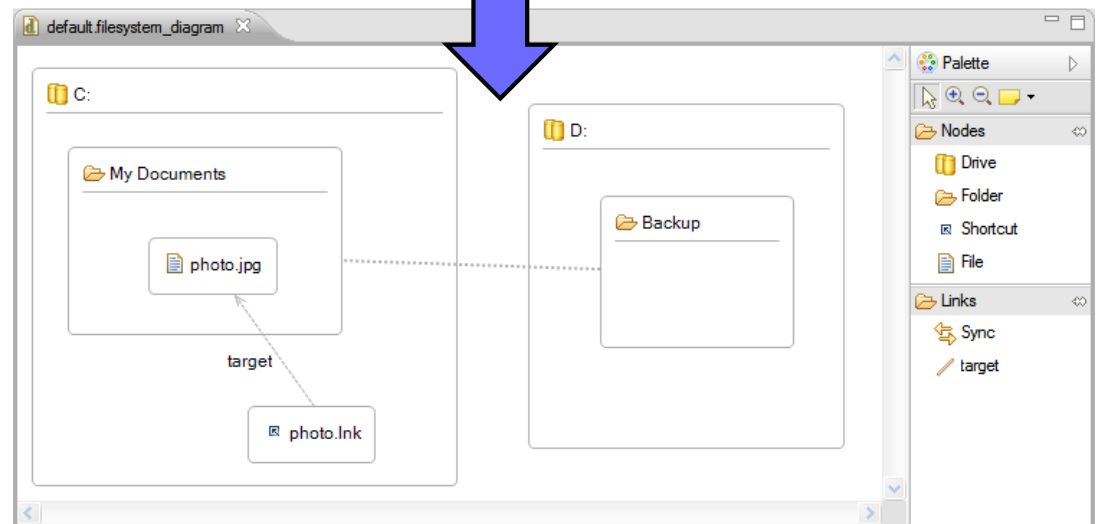 default.filesystem_diagram
C:
My Documents
photo.jpg
target
photo.lnk
D:
Backup
Palette
Nodes
Drive
Folder
Shortcut
File
Links
Sync
target